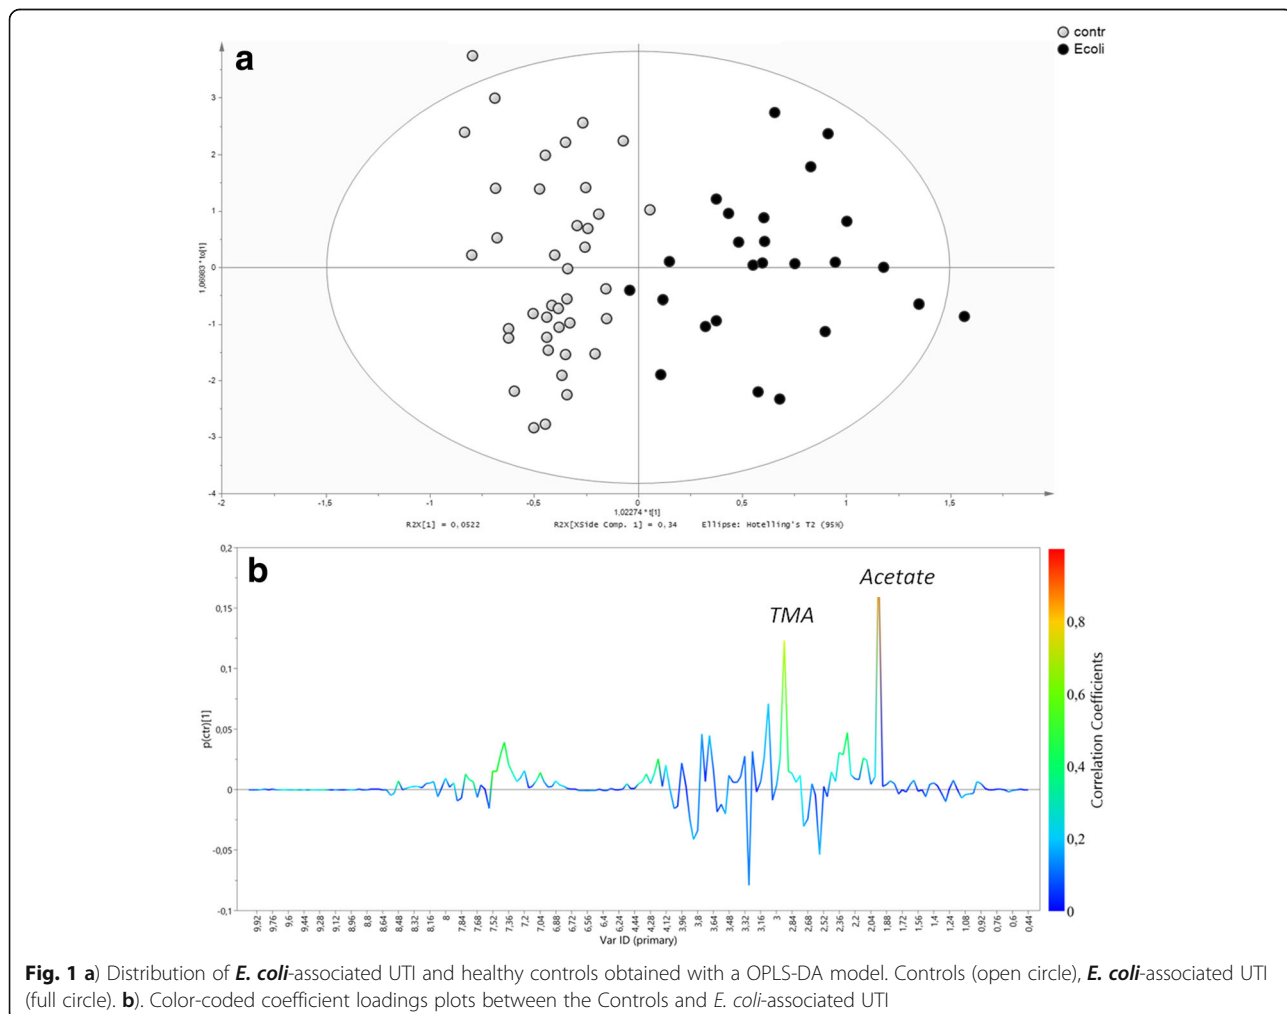 a
contr
Ecoli
3
2
1
0
-1
-2
-3
-4
1,06983 * to[1]
-2
-1,5
-1
-0,5
0
0,5
1
1,5
1,02274 * t[1]
R2X[1] = 0,0522 R2X[XSide Comp. 1] = 0,34 Ellipse: Hotelling's T2 (95%)
b
Acetate
TMA
0,2
0,15
0,1
0,05
0
-0,05
-0,1
p(ctr)[1]
0,8
0,6
0,4
0,2
0
Correlation Coefficients
9,92 9,76 9,6 9,44 9,28 9,12 8,96 8,8 8,64 8,48 8,32 8,16 8 7,84 7,68 7,52 7,36 7,2 7,04 6,88 6,72 6,56 6,4 6,24 4,44 4,28 4,12 3,96 3,8 3,64 3,48 3,32 3,16 3 2,84 2,68 2,52 2,36 2,2 2,04 1,88 1,72 1,56 1,4 1,24 1,08 0,92 0,76 0,6 0,44
Var ID (primary)
Fig. 1 a) Distribution of E. coli-associated UTI and healthy controls obtained with a OPLS-DA model. Controls (open circle), E. coli-associated UTI
(full circle). b). Color-coded coefficient loadings plots between the Controls and E. coli-associated UTI